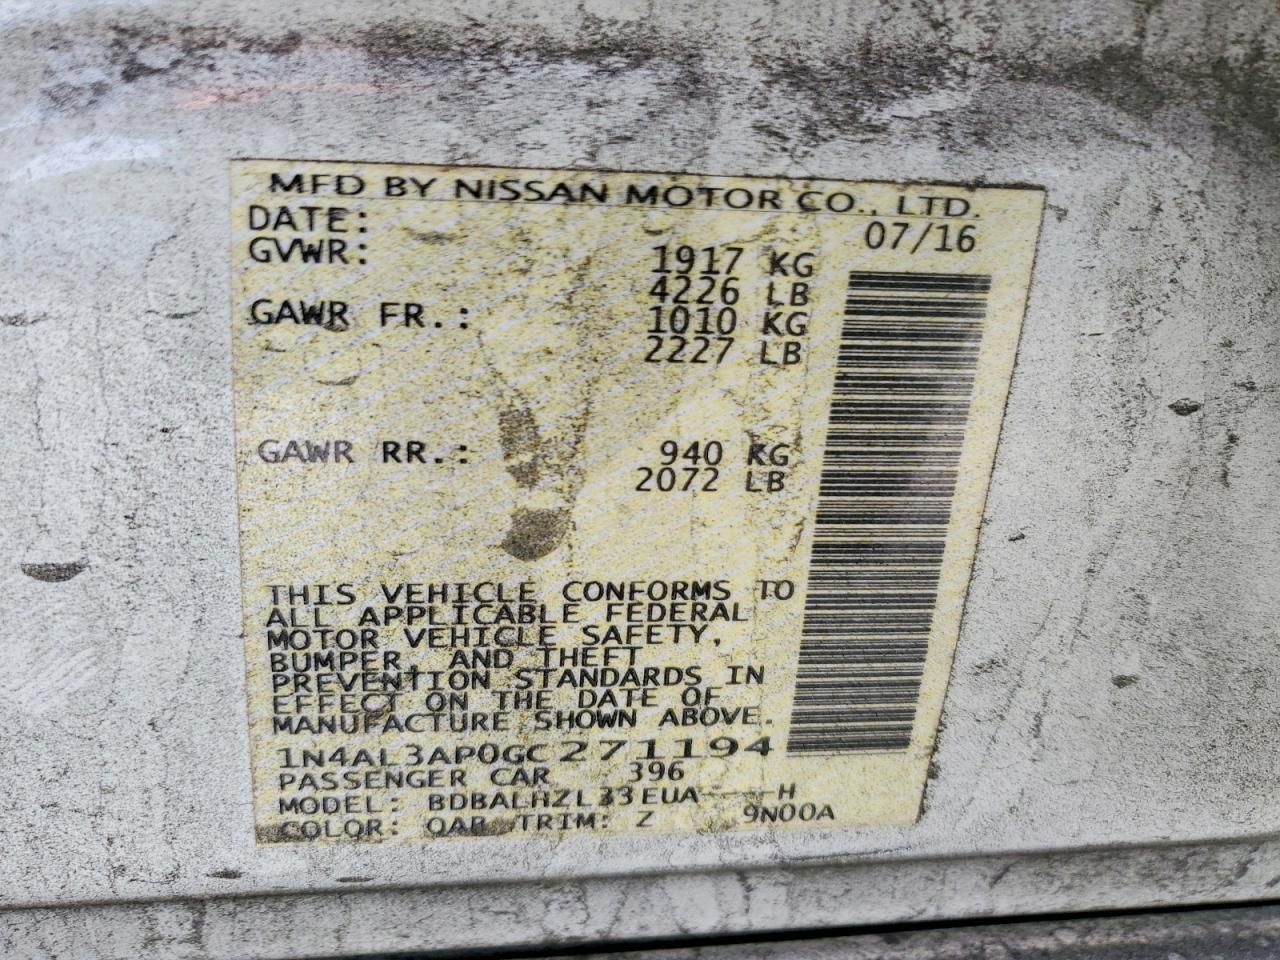 MFD BY NISSAN MOTOR CO., LTD.
DATE: 07/16
GVWR: 1917 KG
4226 LB
GAWR FR.: 1010 KG
2227 LB
GAWR RR.: 940 KG
2072 LB
THIS VEHICLE CONFORMS TO
ALL APPLICABLE FEDERAL
MOTOR VEHICLE SAFETY,
BUMPER, AND THEFT
PREVENTION STANDARDS IN
EFFECT ON THE DATE OF
MANUFACTURE SHOWN ABOVE.
1N4AL3AP0GC271194
PASSENGER CAR 396
MODEL: BDBALHZL33EUA----H
COLOR: QAB TRIM: Z 9N00A